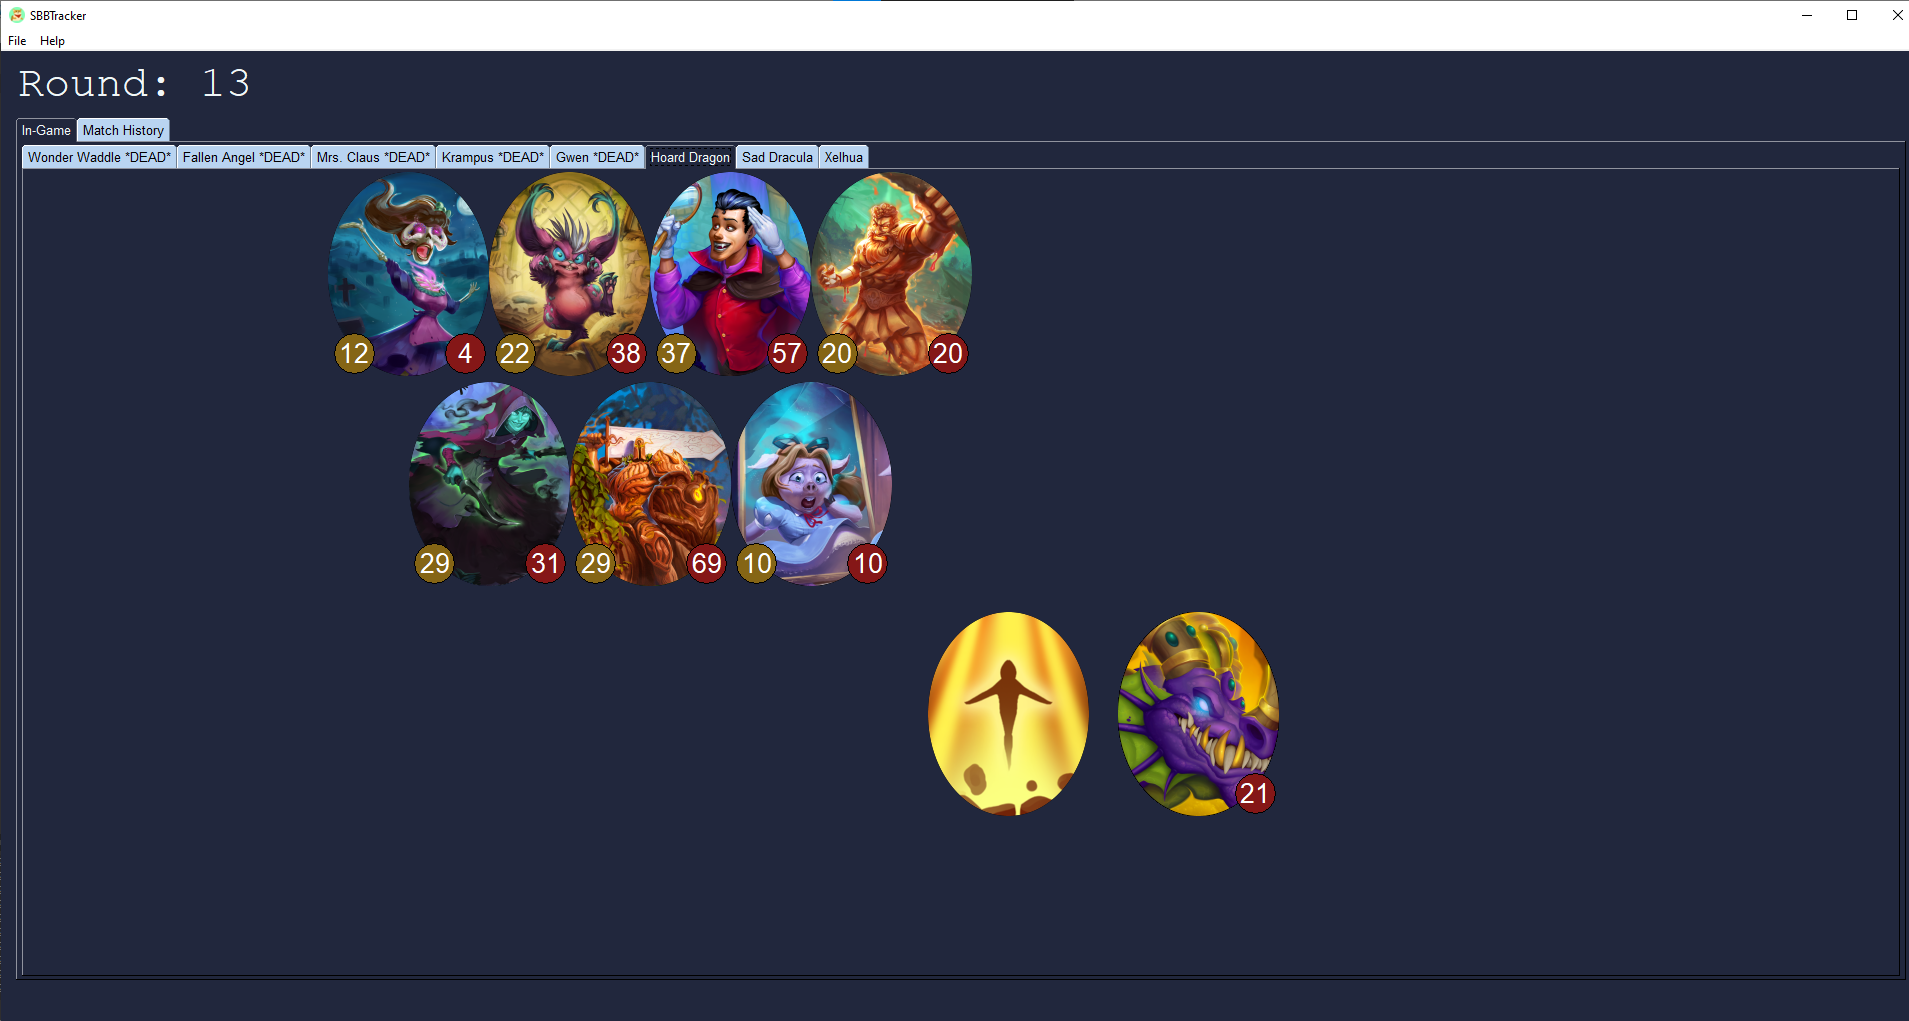 SBBTracker
File Help
Round: 13
In-Game Match History
Wonder Waddle *DEAD* Fallen Angel *DEAD* Mrs. Claus *DEAD* Krampus *DEAD* Gwen *DEAD* Hoard Dragon Sad Dracula Xelhua
12 4 22 38 37 57 20 20
29 31 29 69 10 10
21